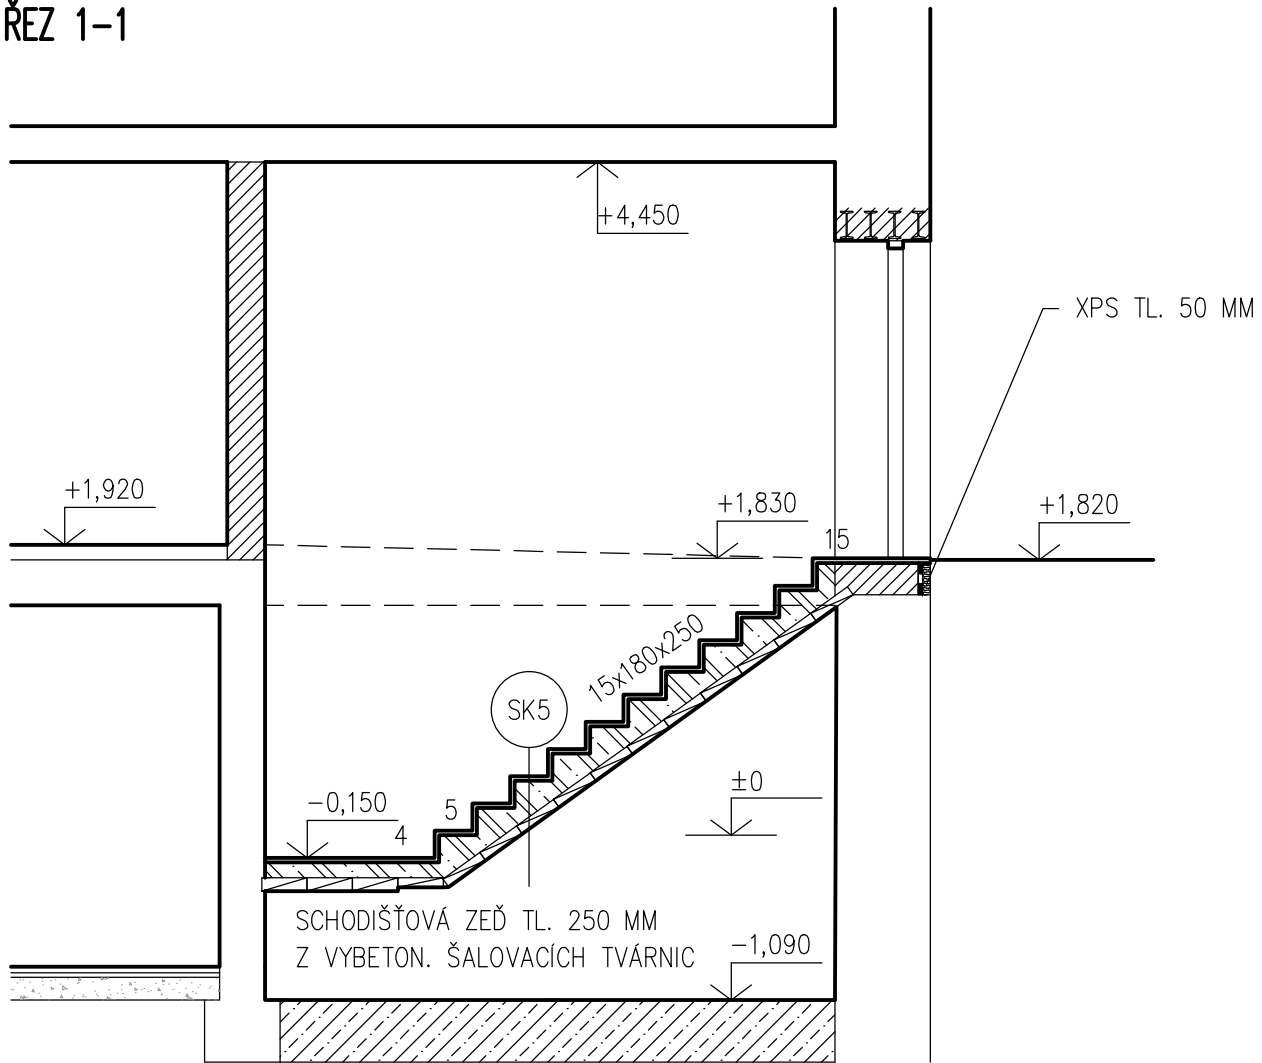 ŘEZ 1-1
+4,450
XPS TL. 50 MM
+1,920
+1,830
+1,820
15
15x180x250
SK5
±0
-0,150
5
4
SCHODIŠŤOVÁ ZEĎ TL. 250 MM
Z VYBETON. ŠALOVACÍCH TVÁRNIC
-1,090